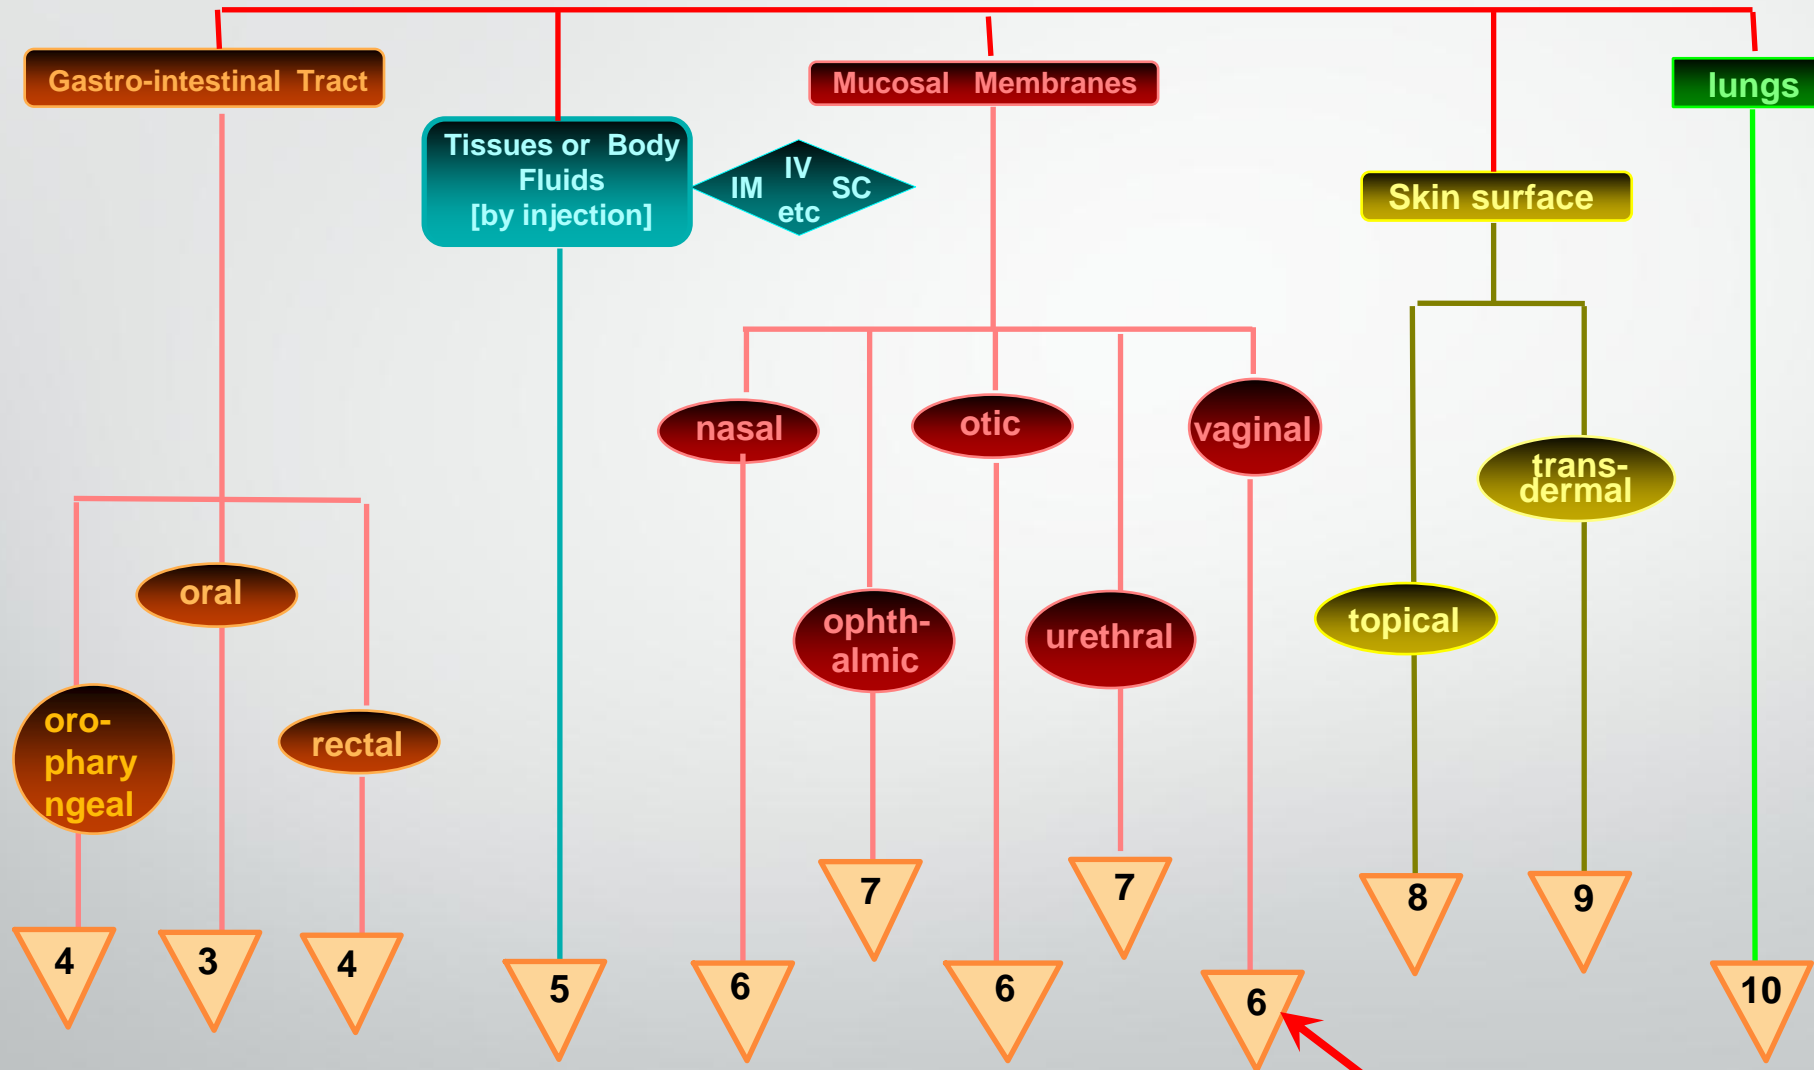 Gastro-intestinal Tract
Tissues or Body
Fluids
[by injection]
IV
IM SC
etc
Mucosal Membranes
Skin surface
lungs
nasal
otic
vaginal
trans-
dermal
oral
ophth-
almic
urethral
topical
oro-
phary
ngeal
rectal
4
3
4
5
6
7
6
7
6
8
9
10